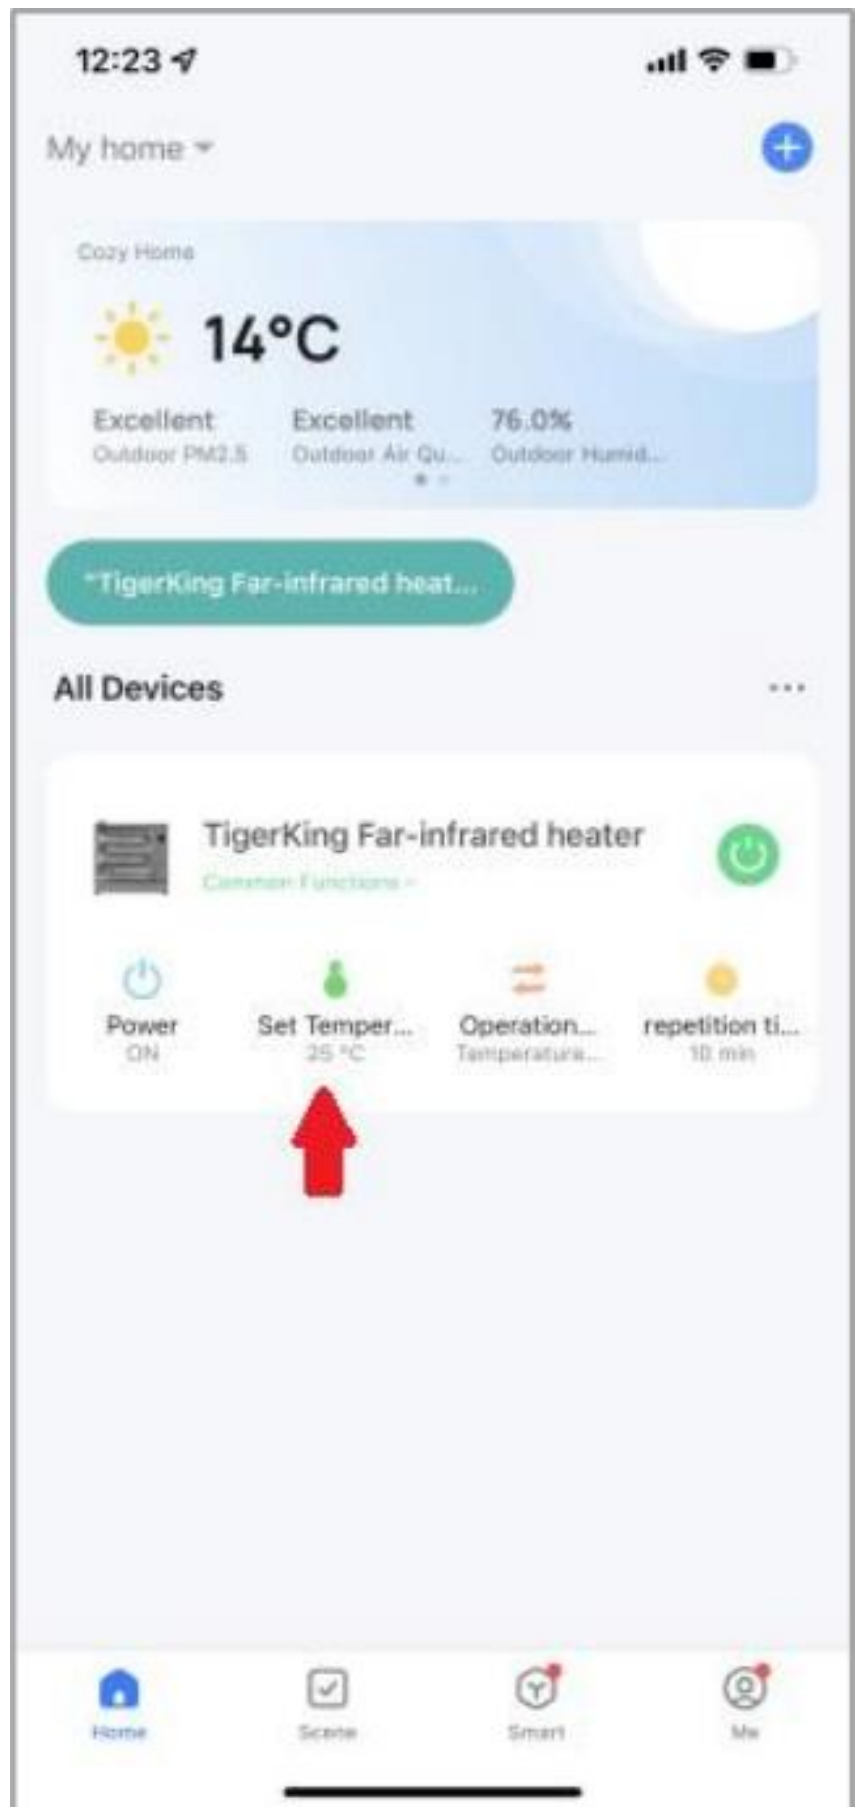 12:23
My home
Cozy Home
14°C
Excellent Excellent 76.0%
Outdoor PM2.5 Outdoor Air Qu... Outdoor Humid...
"TigerKing Far-infrared heat...
All Devices
TigerKing Far-infrared heater
Common Functions
Power Set Temper... Operation... repetition ti...
ON 25 °C Temperature... 10 min
Home Scene Smart Me